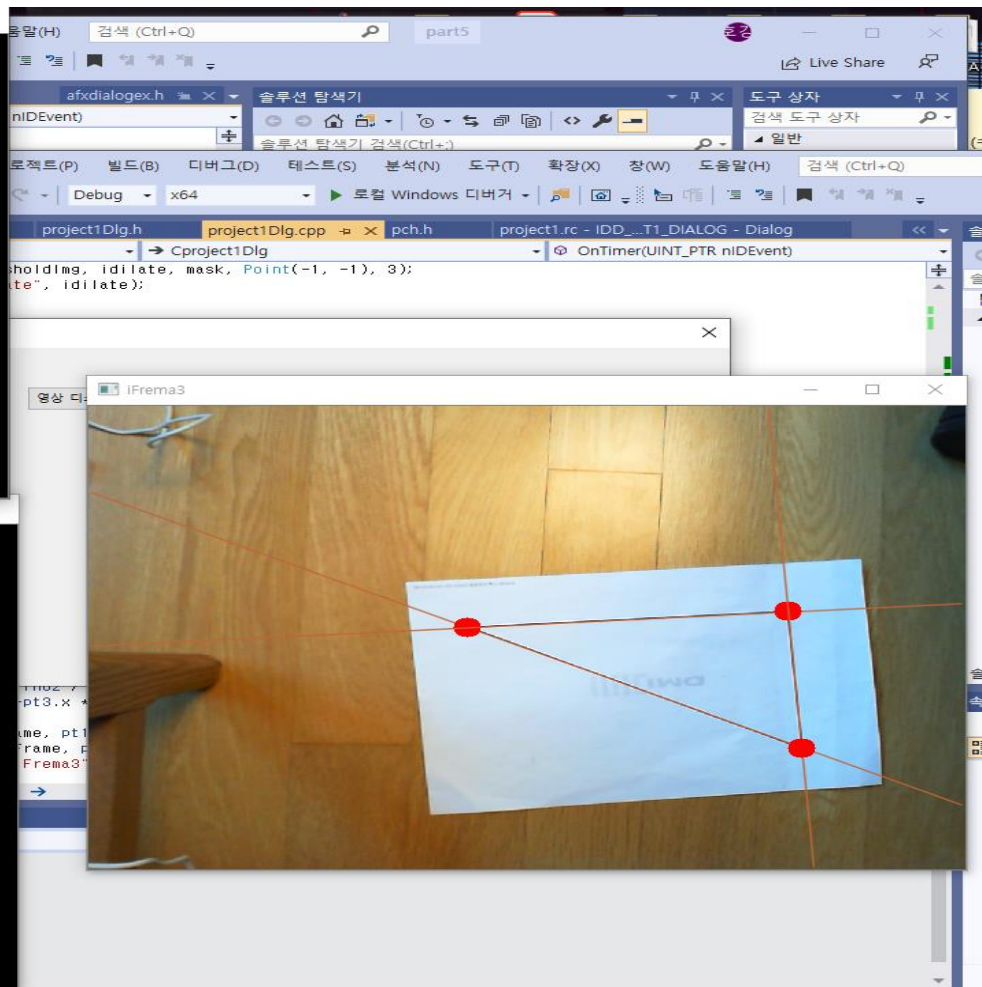 움말(H) 검색 (Ctrl+Q) part5
Live Share
afxdialogex.h
솔루션 탐색기
도구 상자
nIDEvent)
검색 도구 상자
솔루션 탐색기 검색(Ctrl+;)
일반
로젝트(P) 빌드(B) 디버그(D) 테스트(S) 분석(N) 도구(T) 확장(X) 창(W) 도움말(H) 검색 (Ctrl+Q)
Debug x64 로컬 Windows 디버거
project1Dlg.h project1Dlg.cpp pch.h project1.rc - IDD_...T1_DIALOG - Dialog
Cproject1Dlg OnTimer(UINT_PTR nIDEvent)
sholdImg, idilate, mask, Point(-1, -1), 3);
te", idilate);
영상 디
iFrema3
pt3.x *
me, pt1
rame, p
Frema3"